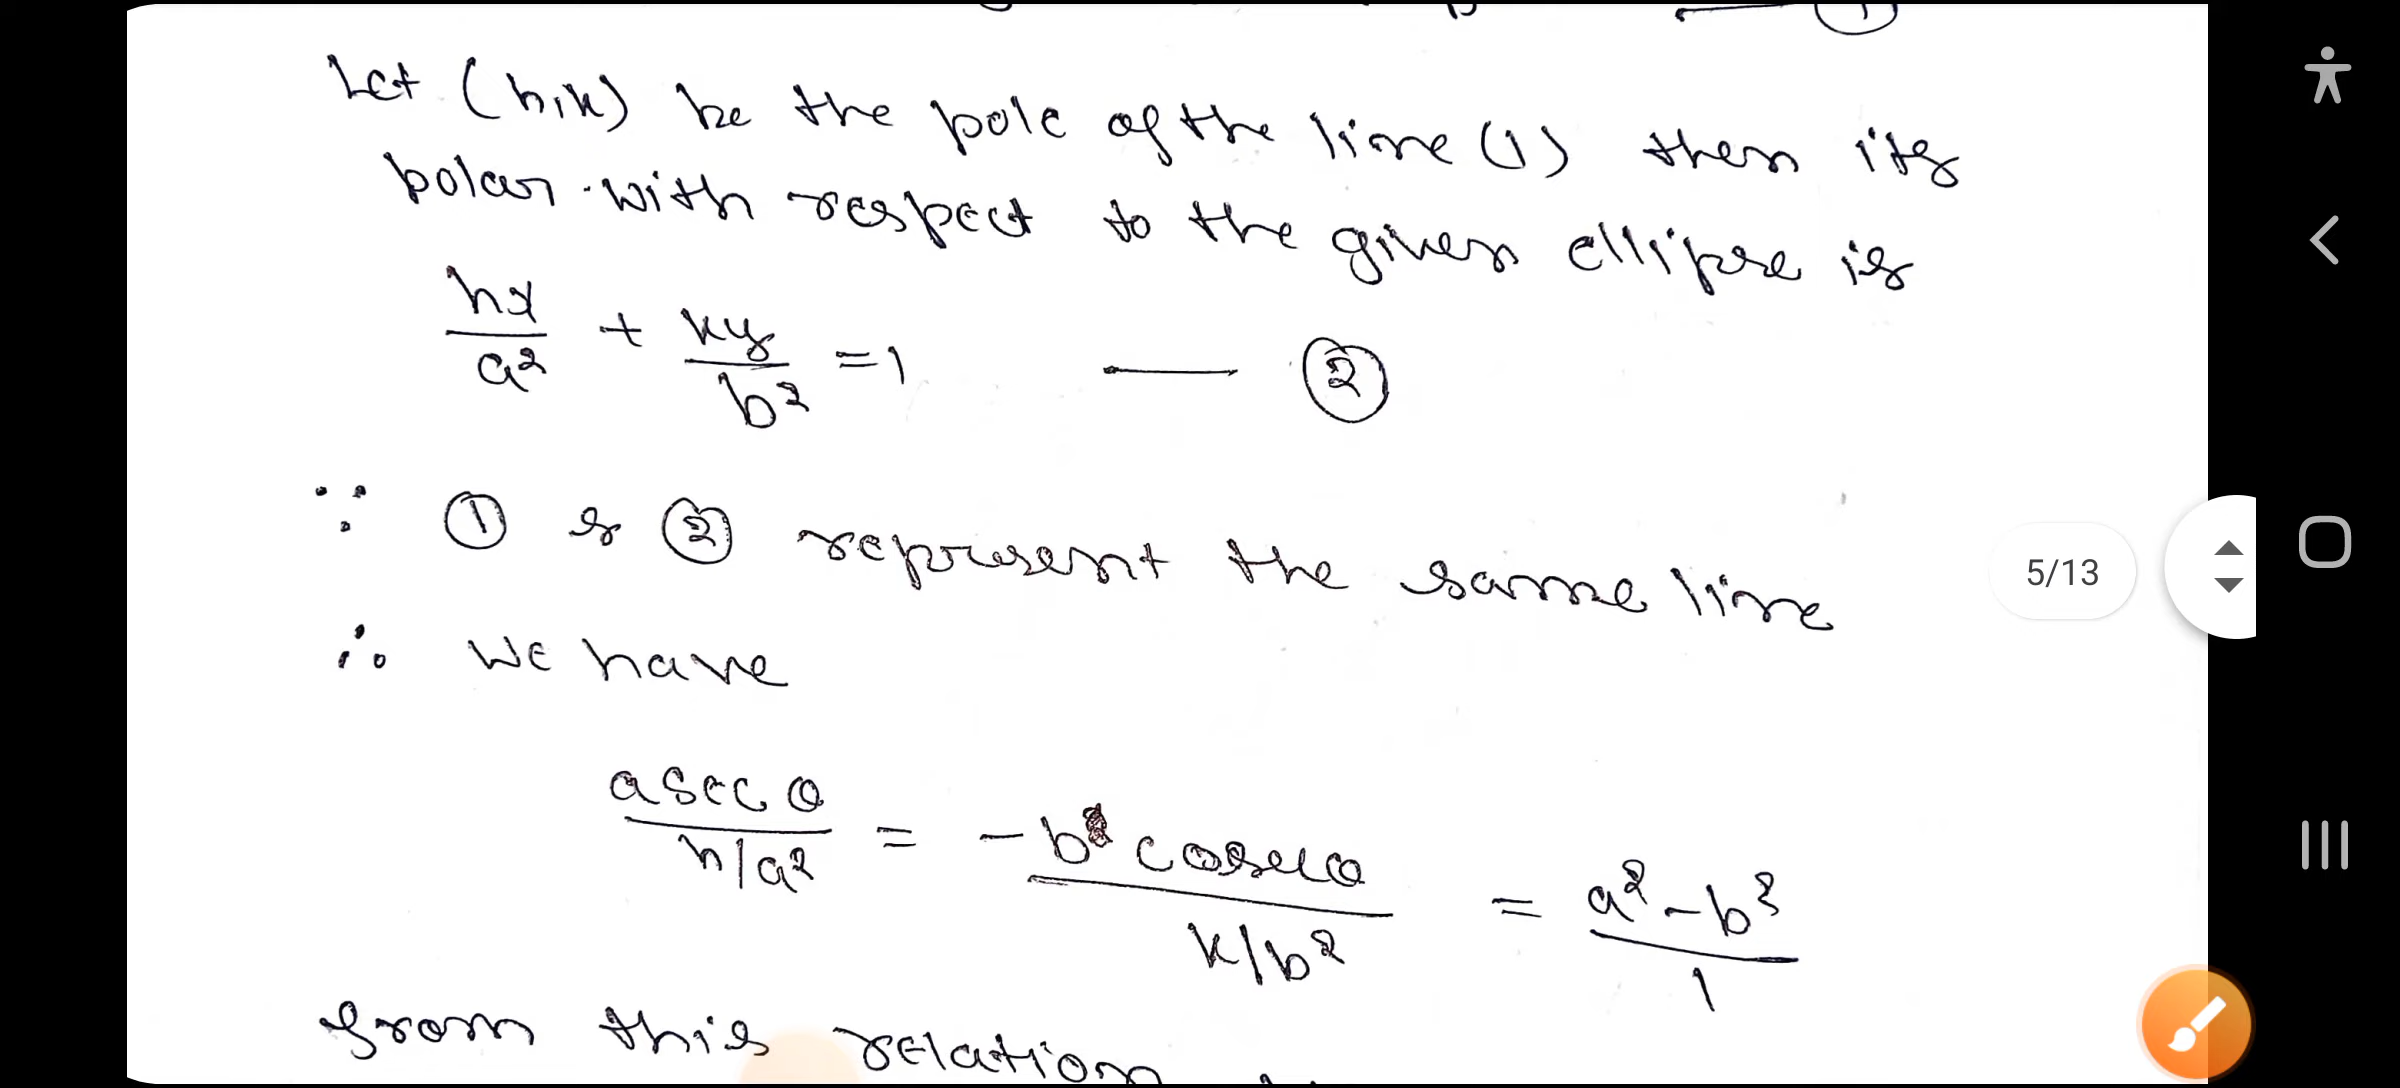 Let (h,k) be the pole of the line (1) then its
polar with respect to the given ellipse is
hx/a² + ky/b² = 1 — ②
∵ ① & ② represent the same line
∴ we have
a sec θ / h/a² = -b cosec θ / k/b² = a²-b² / 1
from this relation
5/13